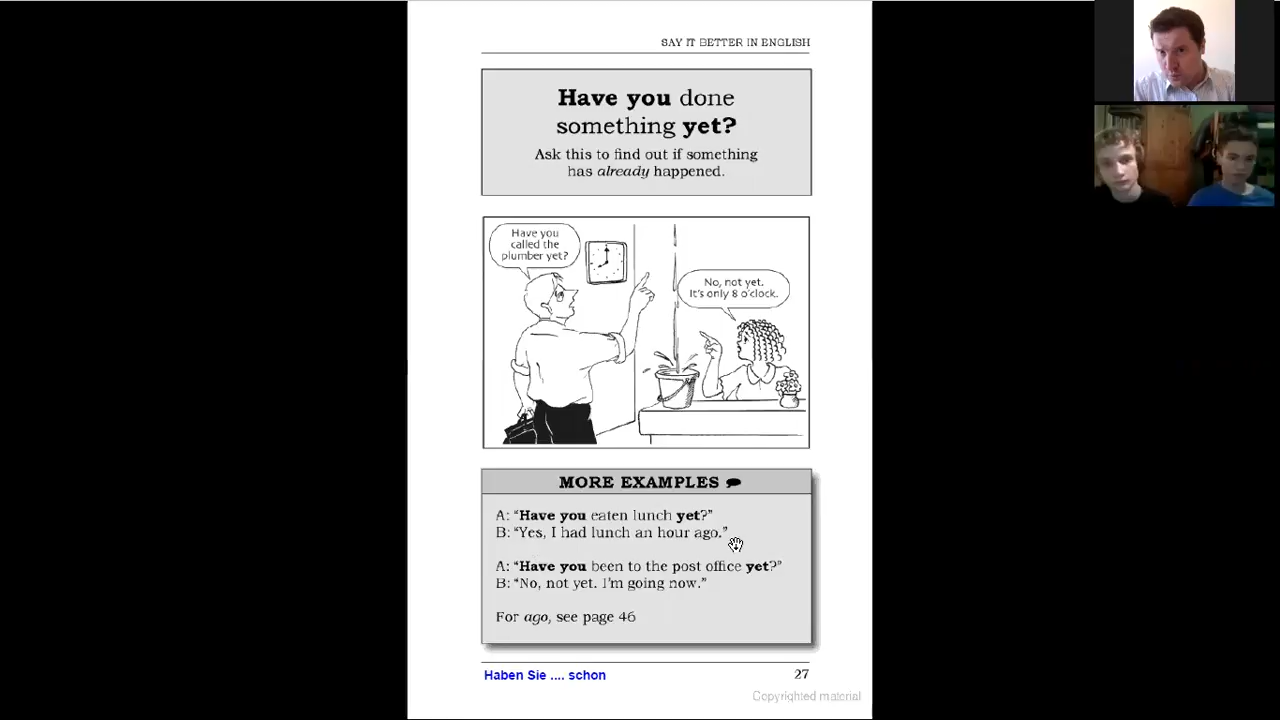 SAY IT BETTER IN ENGLISH
Have you done
something yet?
Ask this to find out if something
has already happened.
Have you
called the
plumber yet?
No, not yet.
It's only 8 o'clock.
MORE EXAMPLES
A: “Have you eaten lunch yet?”
B: “Yes, I had lunch an hour ago.”
A: “Have you been to the post office yet?”
B: “No, not yet. I'm going now.”
For ago, see page 46
Haben Sie .... schon
27
Copyrighted material